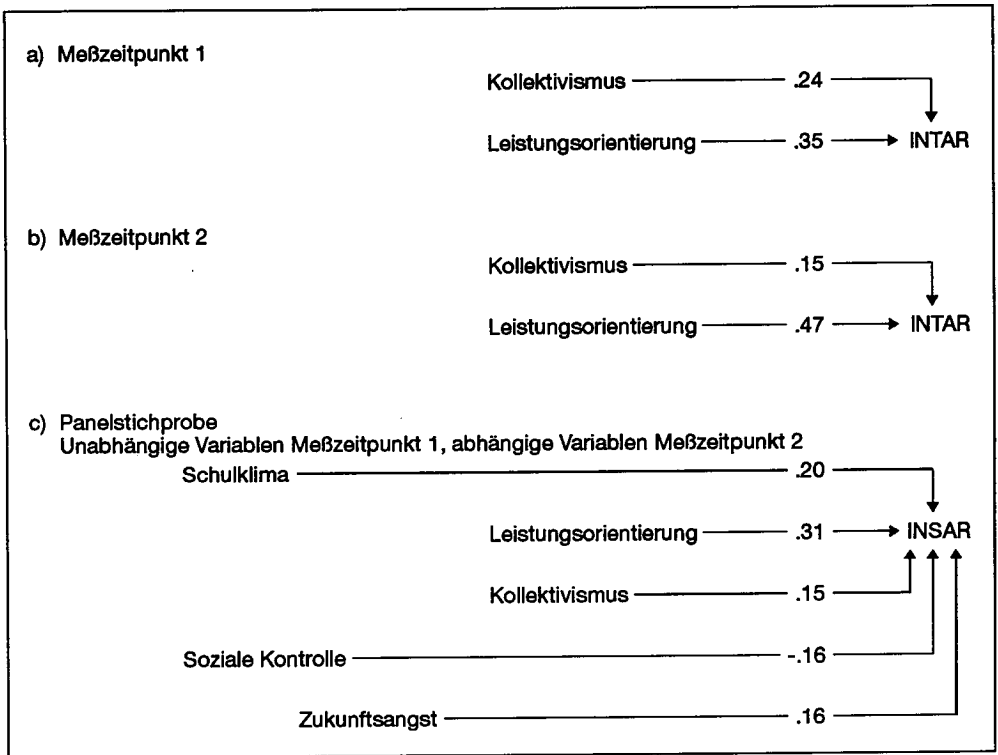 a) Meßzeitpunkt 1
Kollektivismus .24
Leistungsorientierung .35 INTAR
b) Meßzeitpunkt 2
Kollektivismus .15
Leistungsorientierung .47 INTAR
c) Panelstichprobe
Unabhängige Variablen Meßzeitpunkt 1, abhängige Variablen Meßzeitpunkt 2
Schulklima .20
Leistungsorientierung .31 INSAR
Kollektivismus .15
Soziale Kontrolle -.16
Zukunftsangst .16